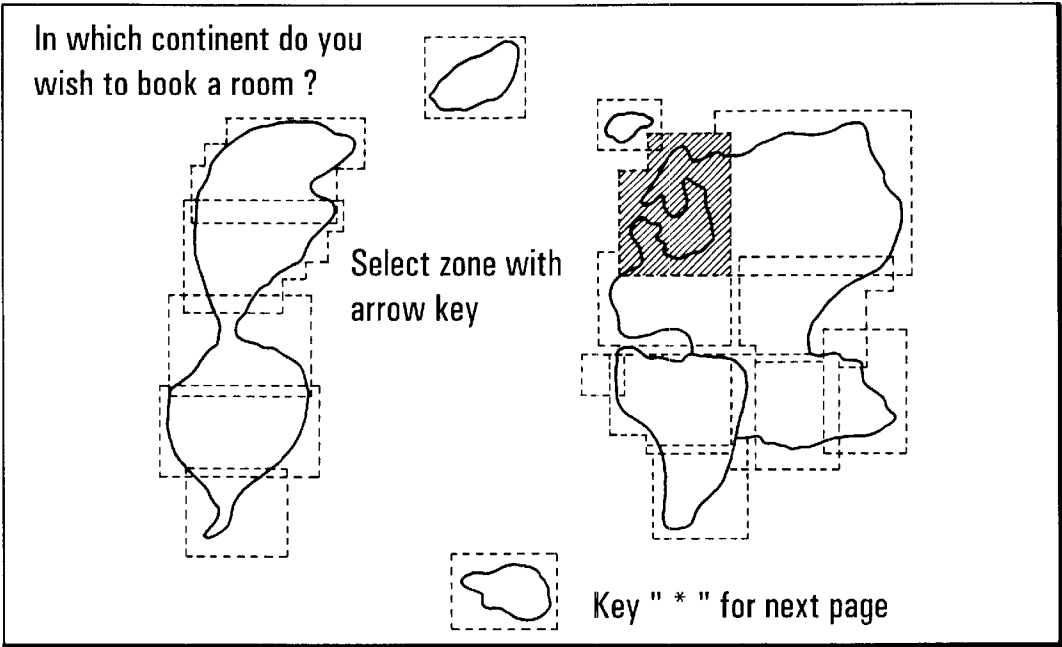 In which continent do you
wish to book a room ?
Select zone with
arrow key
Key " * " for next page